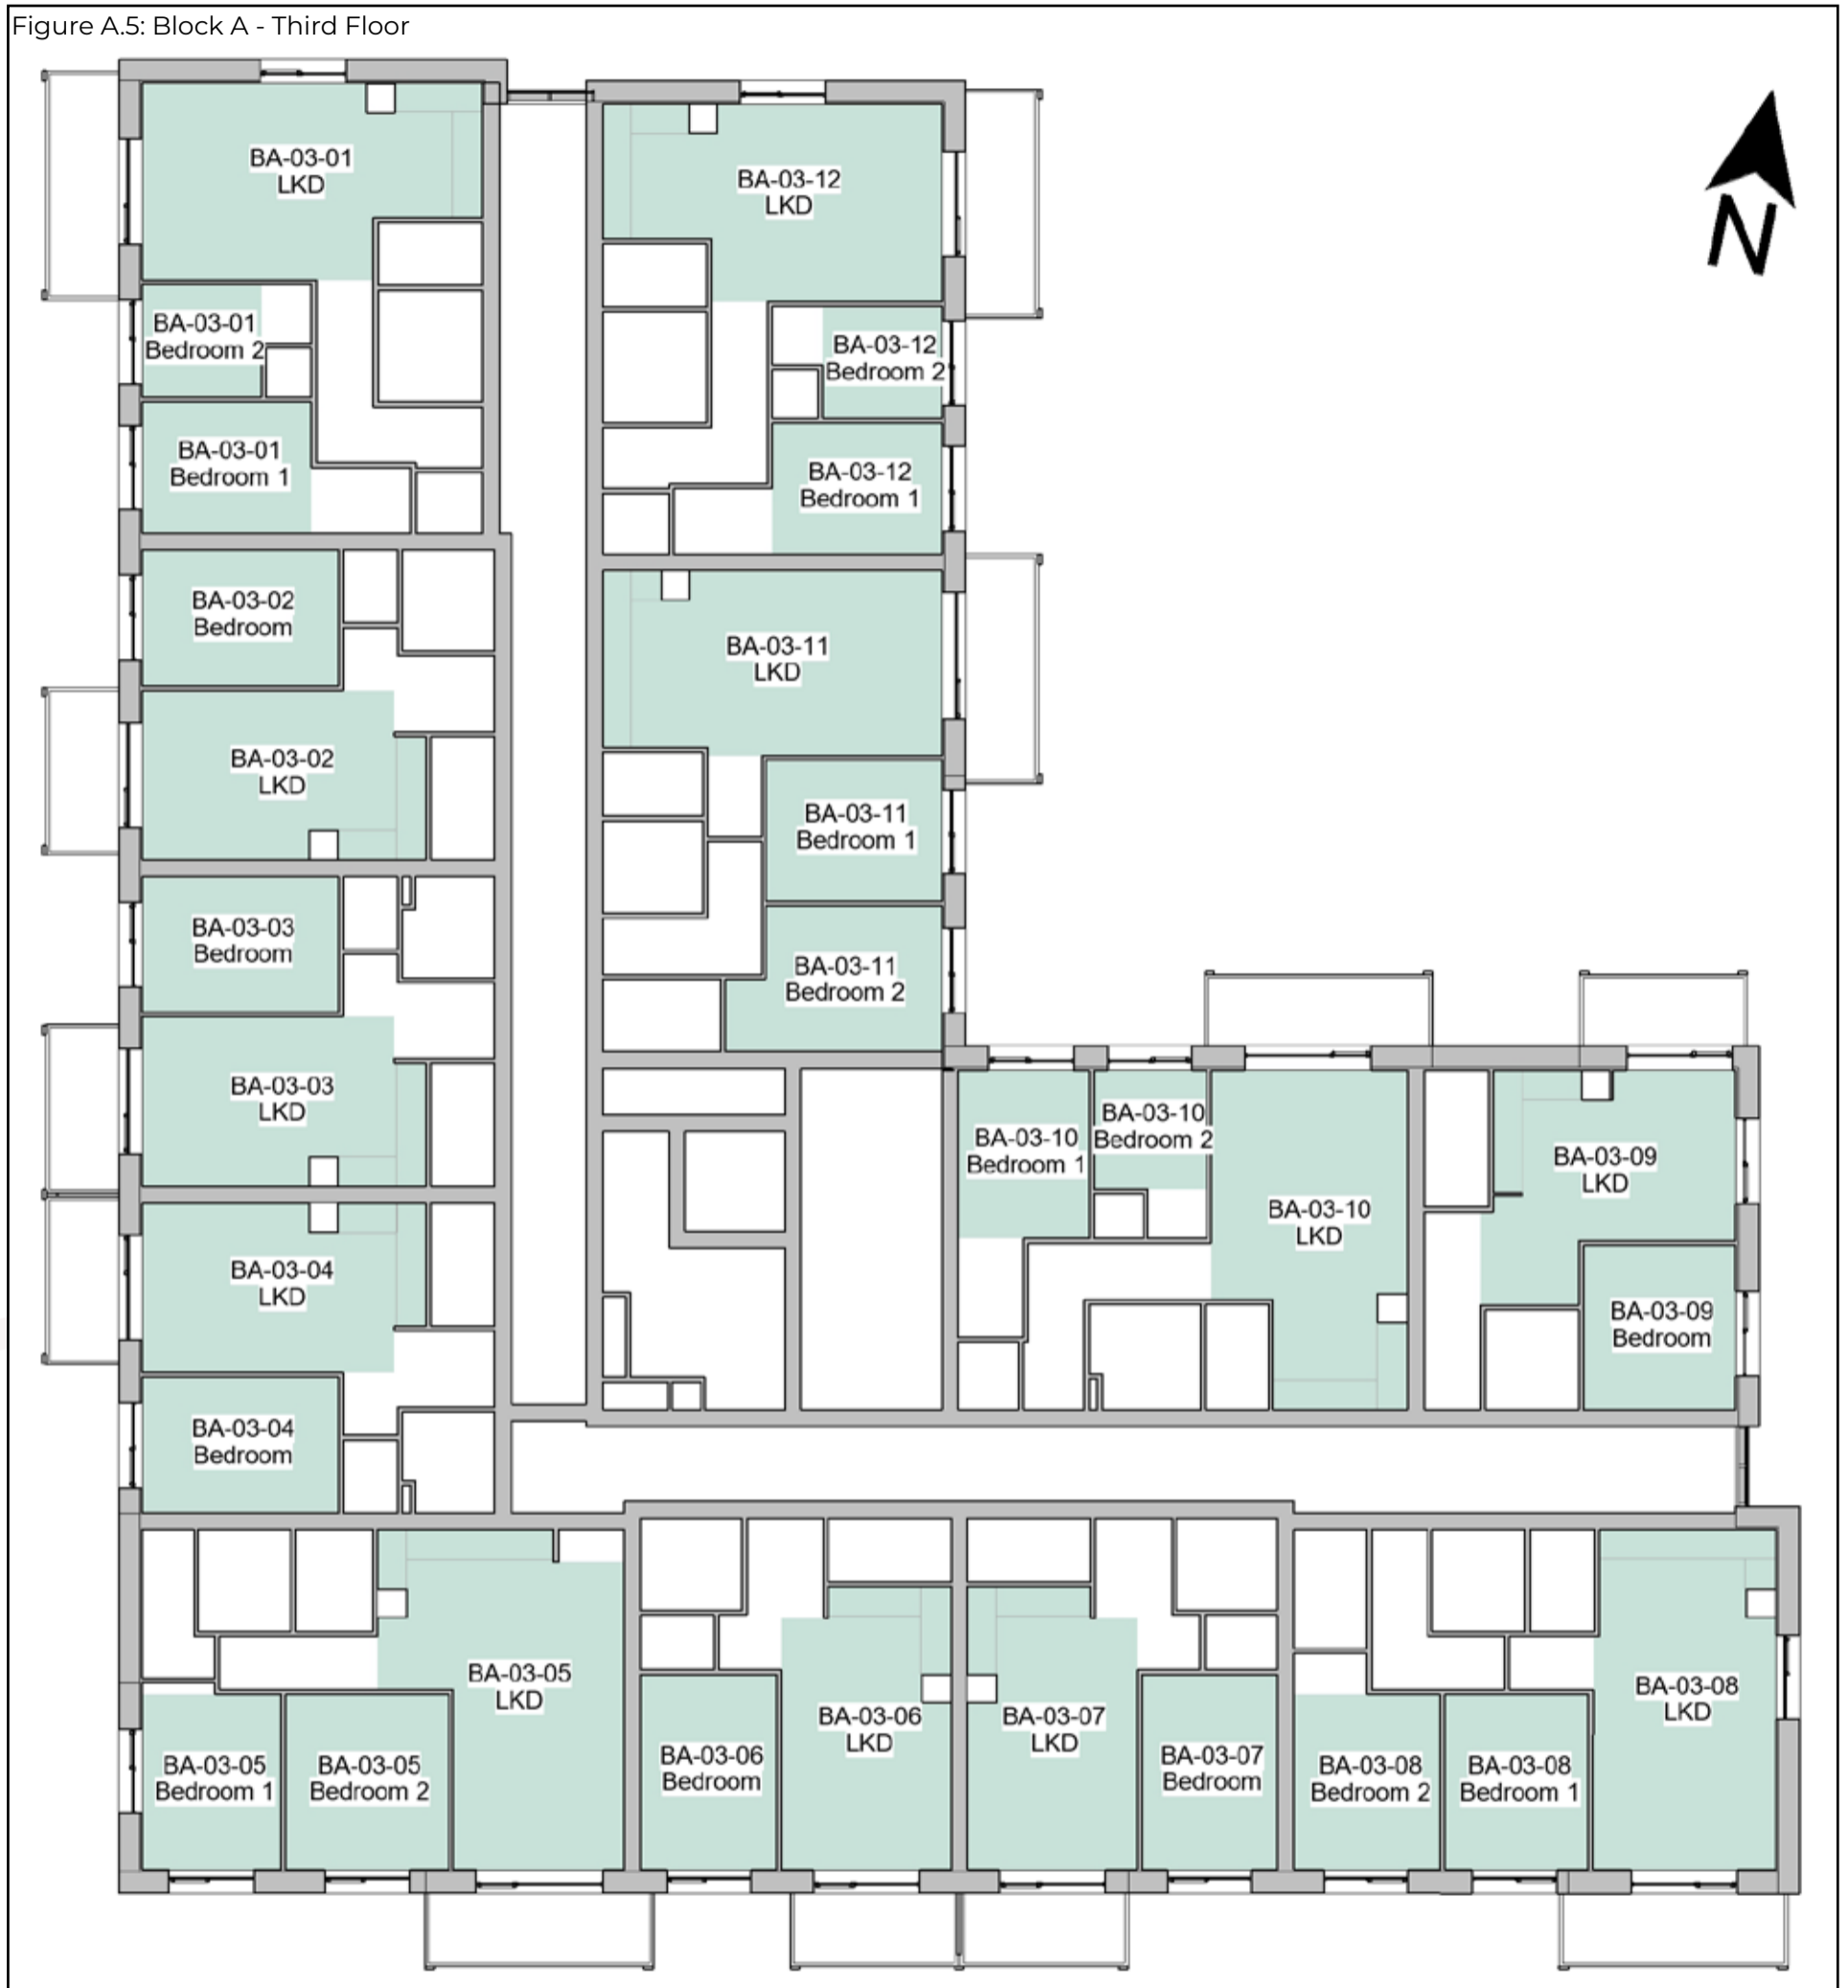 Figure A.5: Block A - Third Floor
BA-03-01
LKD
BA-03-12
LKD
N
BA-03-01
Bedroom 2
BA-03-12
Bedroom 2
BA-03-01
Bedroom 1
BA-03-12
Bedroom 1
BA-03-02
Bedroom
BA-03-11
LKD
BA-03-02
LKD
BA-03-11
Bedroom 1
BA-03-03
Bedroom
BA-03-11
Bedroom 2
BA-03-03
LKD
BA-03-10
Bedroom 1
BA-03-10
Bedroom 2
BA-03-10
LKD
BA-03-09
LKD
BA-03-04
LKD
BA-03-09
Bedroom
BA-03-04
Bedroom
BA-03-05
LKD
BA-03-06
LKD
BA-03-07
LKD
BA-03-08
LKD
BA-03-05
Bedroom 1
BA-03-05
Bedroom 2
BA-03-06
Bedroom
BA-03-07
Bedroom
BA-03-08
Bedroom 2
BA-03-08
Bedroom 1